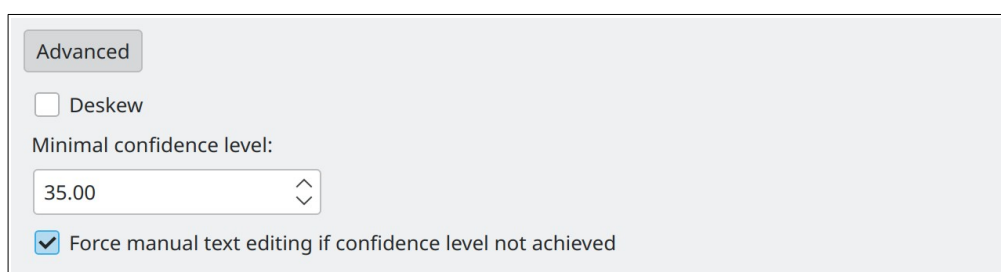 Advanced
Deskew
Minimal confidence level:
35.00
Force manual text editing if confidence level not achieved